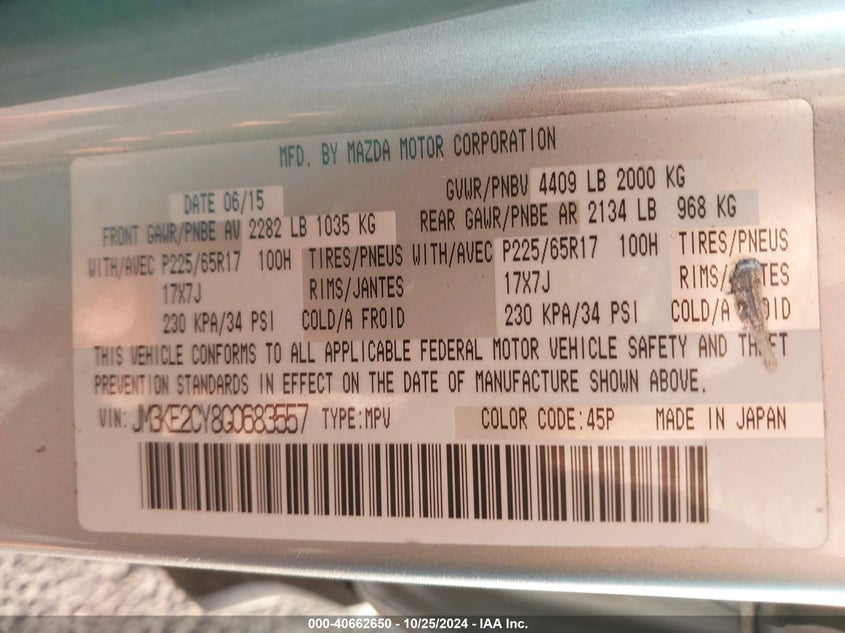 MFD. BY MAZDA MOTOR CORPORATION
DATE 06/15 GVWR/PNBV 4409 LB 2000 KG
FRONT GAWR/PNBE AV 2282 LB 1035 KG REAR GAWR/PNBE AR 2134 LB 968 KG
WITH/AVEC P225/65R17 100H TIRES/PNEUS WITH/AVEC P225/65R17 100H TIRES/PNEUS
17X7J RIMS/JANTES 17X7J RIMS/JANTES
230 KPA/34 PSI COLD/A FROID 230 KPA/34 PSI COLD/A FROID
THIS VEHICLE CONFORMS TO ALL APPLICABLE FEDERAL MOTOR VEHICLE SAFETY AND THEFT
PREVENTION STANDARDS IN EFFECT ON THE DATE OF MANUFACTURE SHOWN ABOVE.
VIN: JM3KE2CY8G0683557 TYPE:MPV COLOR CODE:45P MADE IN JAPAN
000-40662650 - 10/25/2024 - IAA Inc.